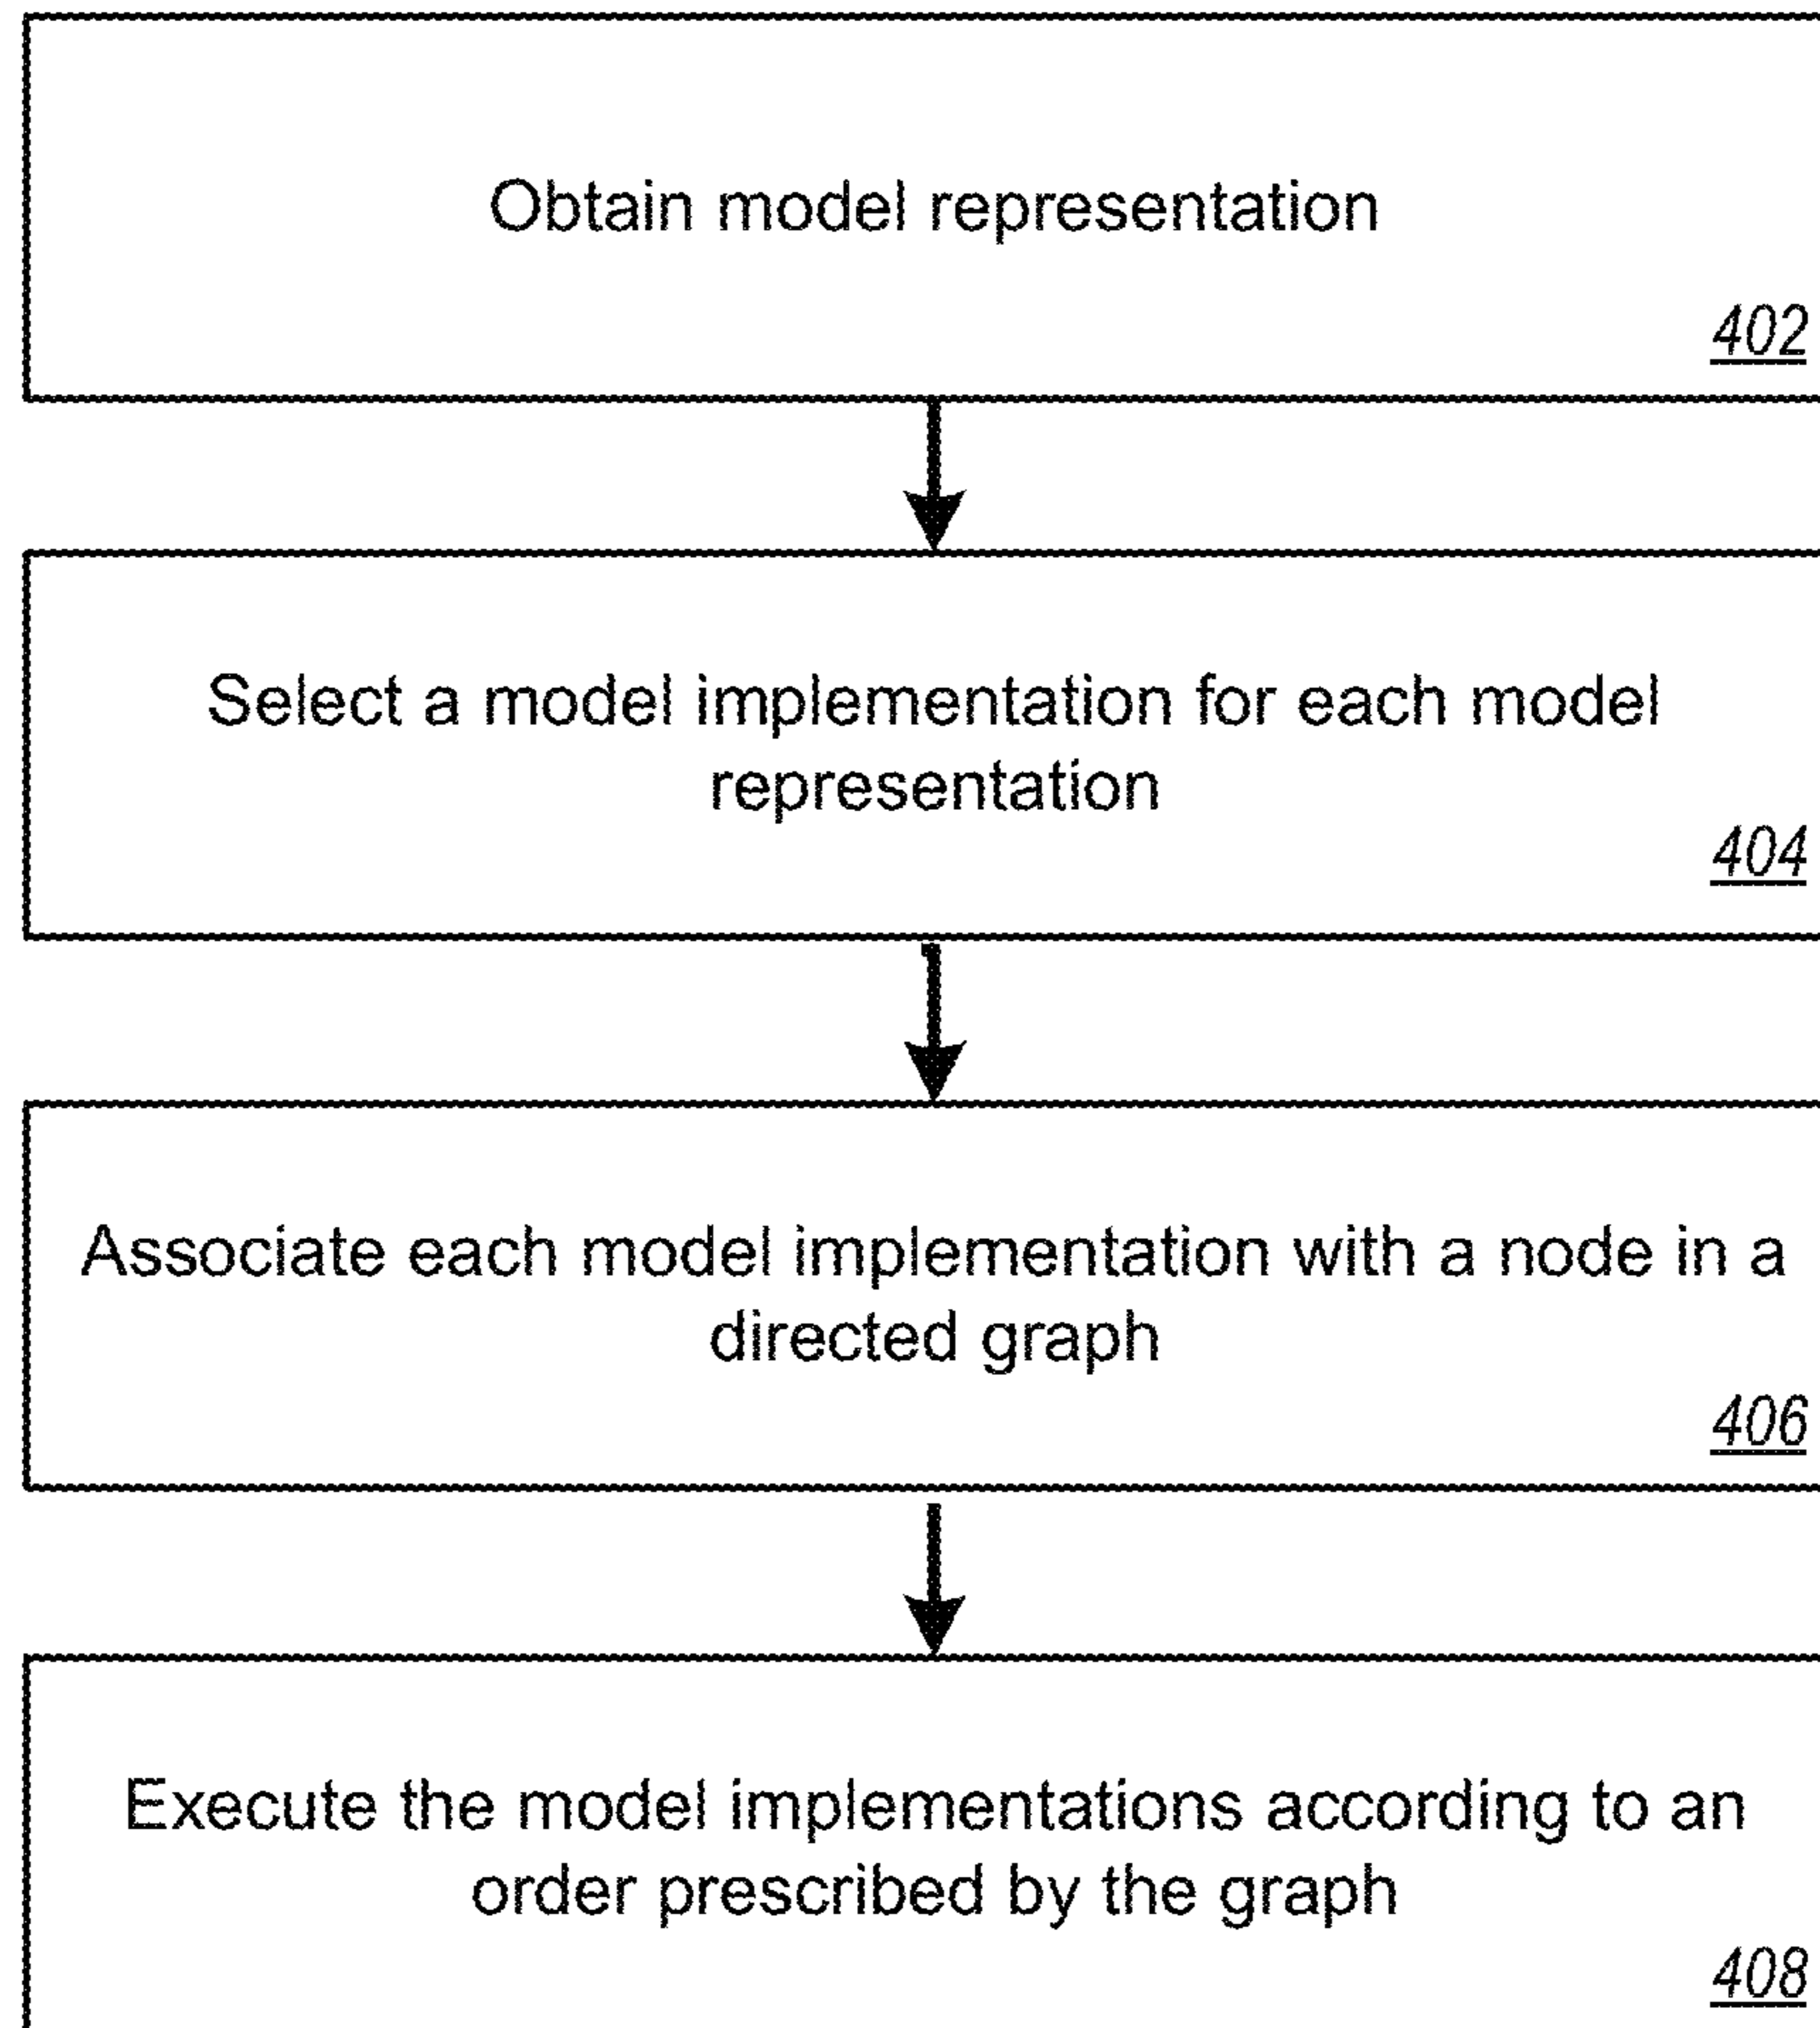 Obtain model representation
402
Select a model implementation for each model
representation
404
Associate each model implementation with a node in a
directed graph
406
Execute the model implementations according to an
order prescribed by the graph
408